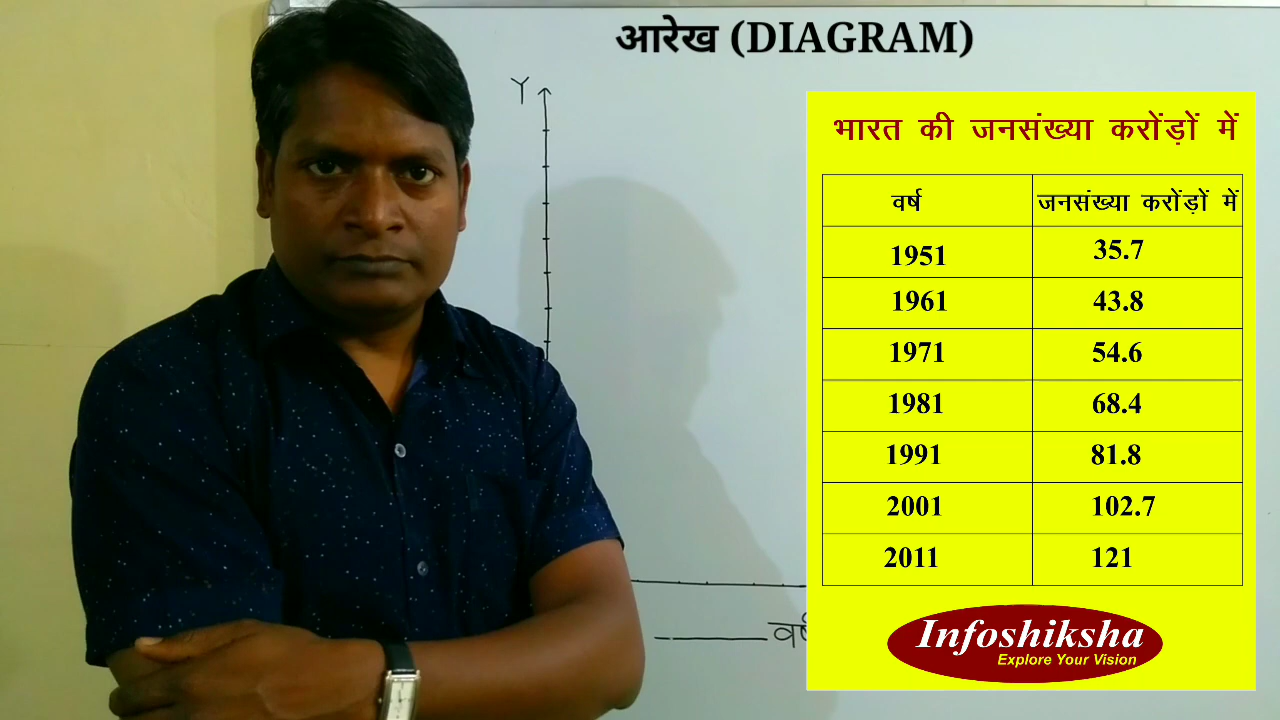 आरेख (DIAGRAM)
Y
भारत की जनसंख्या करोंड़ों में
वर्ष जनसंख्या करोंड़ों में
1951 35.7
1961 43.8
1971 54.6
1981 68.4
1991 81.8
2001 102.7
2011 121
Infoshiksha
Explore Your Vision